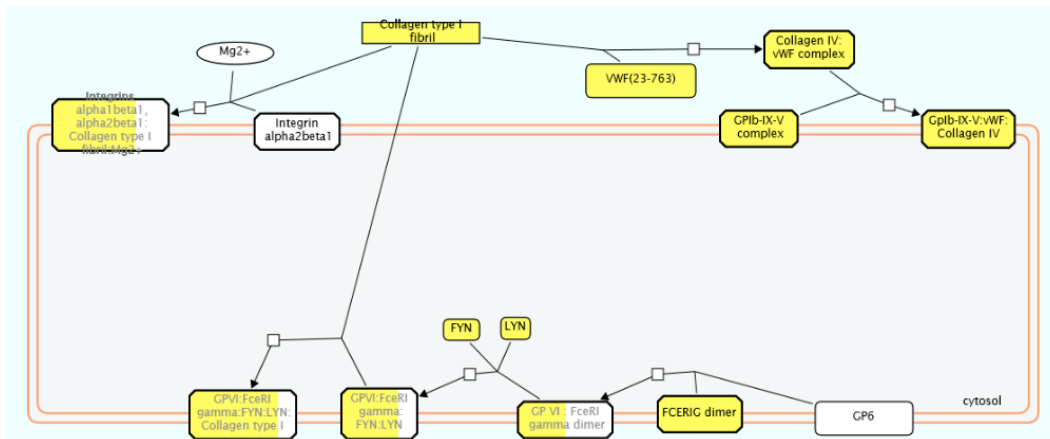 Collagen type I
fibril
Mg2+
Collagen IV:
vWF complex
VWF(23-763)
Integrins
alpha1beta1,
alpha2beta1:
Collagen type I
fibril:Mg2+
Integrin
alpha2beta1
GPIb-IX-V
complex
GpIb-IX-V:vWF:
Collagen IV
FYN
LYN
GPVI:FceRI
gamma:FYN:LYN:
Collagen type I
GPVI:FceRI
gamma:
FYN:LYN
GP VI : FceRI
gamma dimer
FCERIG dimer
GP6
cytosol